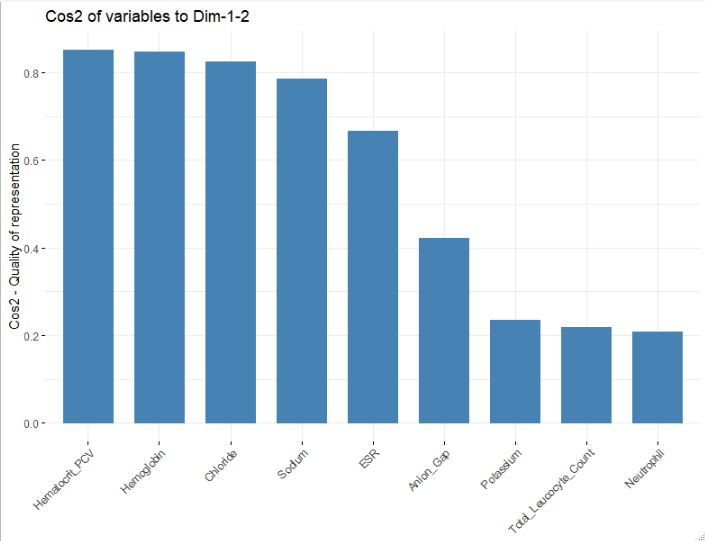 Cos2 of variables to Dim-1-2
Cos2 - Quality of representation
0.8
0.6
0.4
0.2
0.0
Hematocrit_PCV
Hemoglobin
Chloride
Sodium
ESR
Anion_Gap
Potassium
Total_Leucocyte_Count
Neutrophil